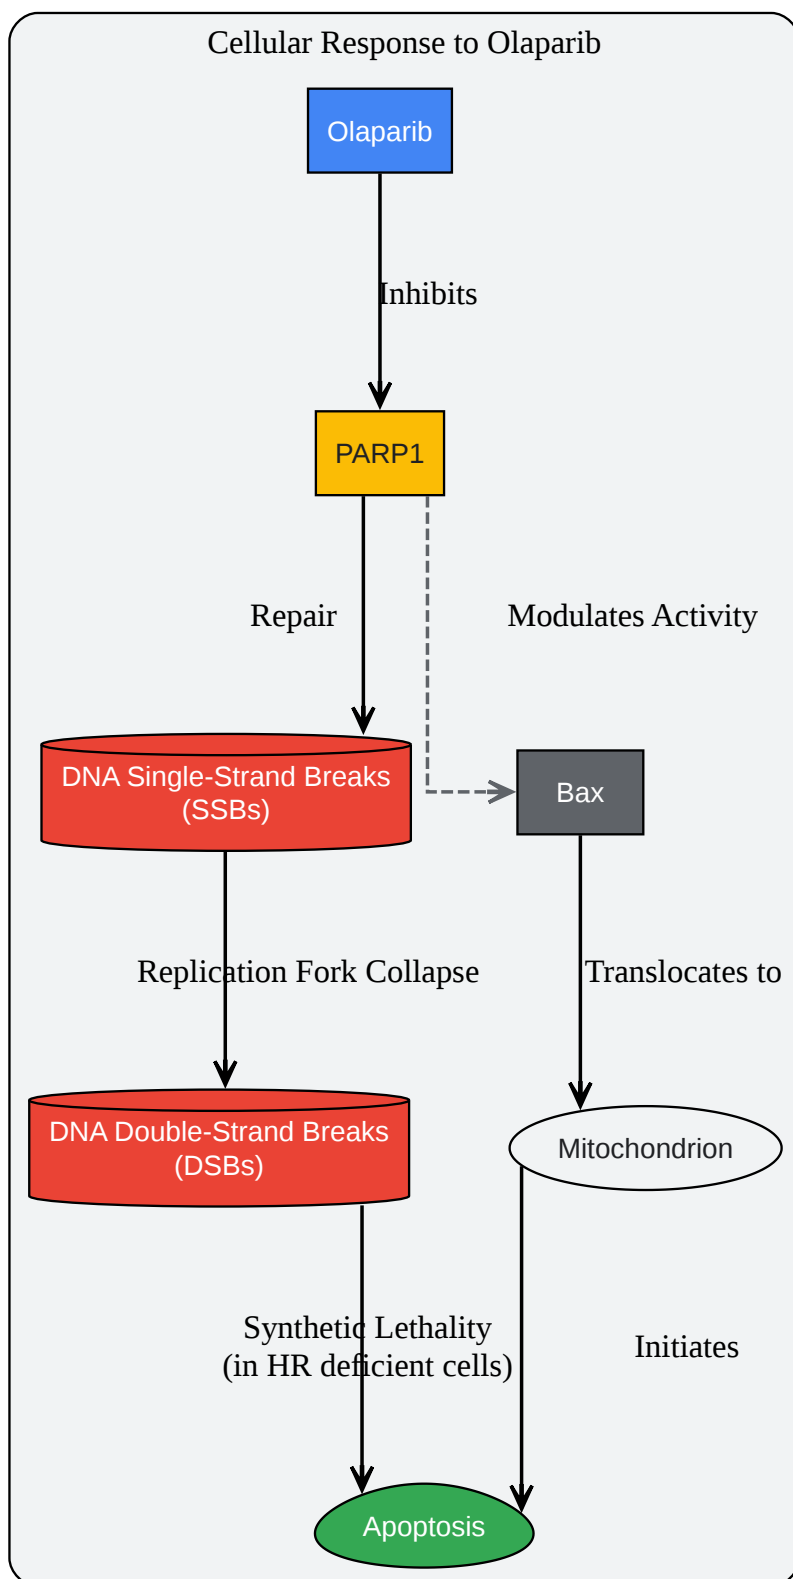 Cellular Response to Olaparib
Olaparib
Inhibits
PARP1
Repair
Modulates Activity
DNA Single-Strand Breaks
(SSBs)
Bax
Replication Fork Collapse
Translocates to
DNA Double-Strand Breaks
(DSBs)
Mitochondrion
Synthetic Lethality
(in HR deficient cells)
Initiates
Apoptosis